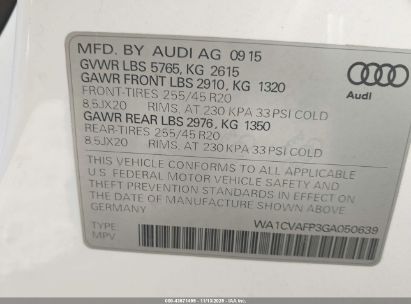 MFD. BY AUDI AG 09 15
GVWR LBS 5765, KG 2615
GAWR FRONT LBS 2910, KG 1320
FRONT-TIRES 255/45 R20
8,5JX20 RIMS, AT 230 KPA 33 PSI COLD
GAWR REAR LBS 2976, KG 1350
REAR-TIRES 255/45 R20
8,5JX20 RIMS, AT 230 KPA 33 PSI COLD
Audi
THIS VEHICLE CONFORMS TO ALL APPLICABLE
U.S. FEDERAL MOTOR VEHICLE SAFETY AND
THEFT PREVENTION STANDARDS IN EFFECT ON
THE DATE OF MANUFACTURE SHOWN ABOVE
GERMANY
WA1CVAFP3GA050639
TYPE:
MPV